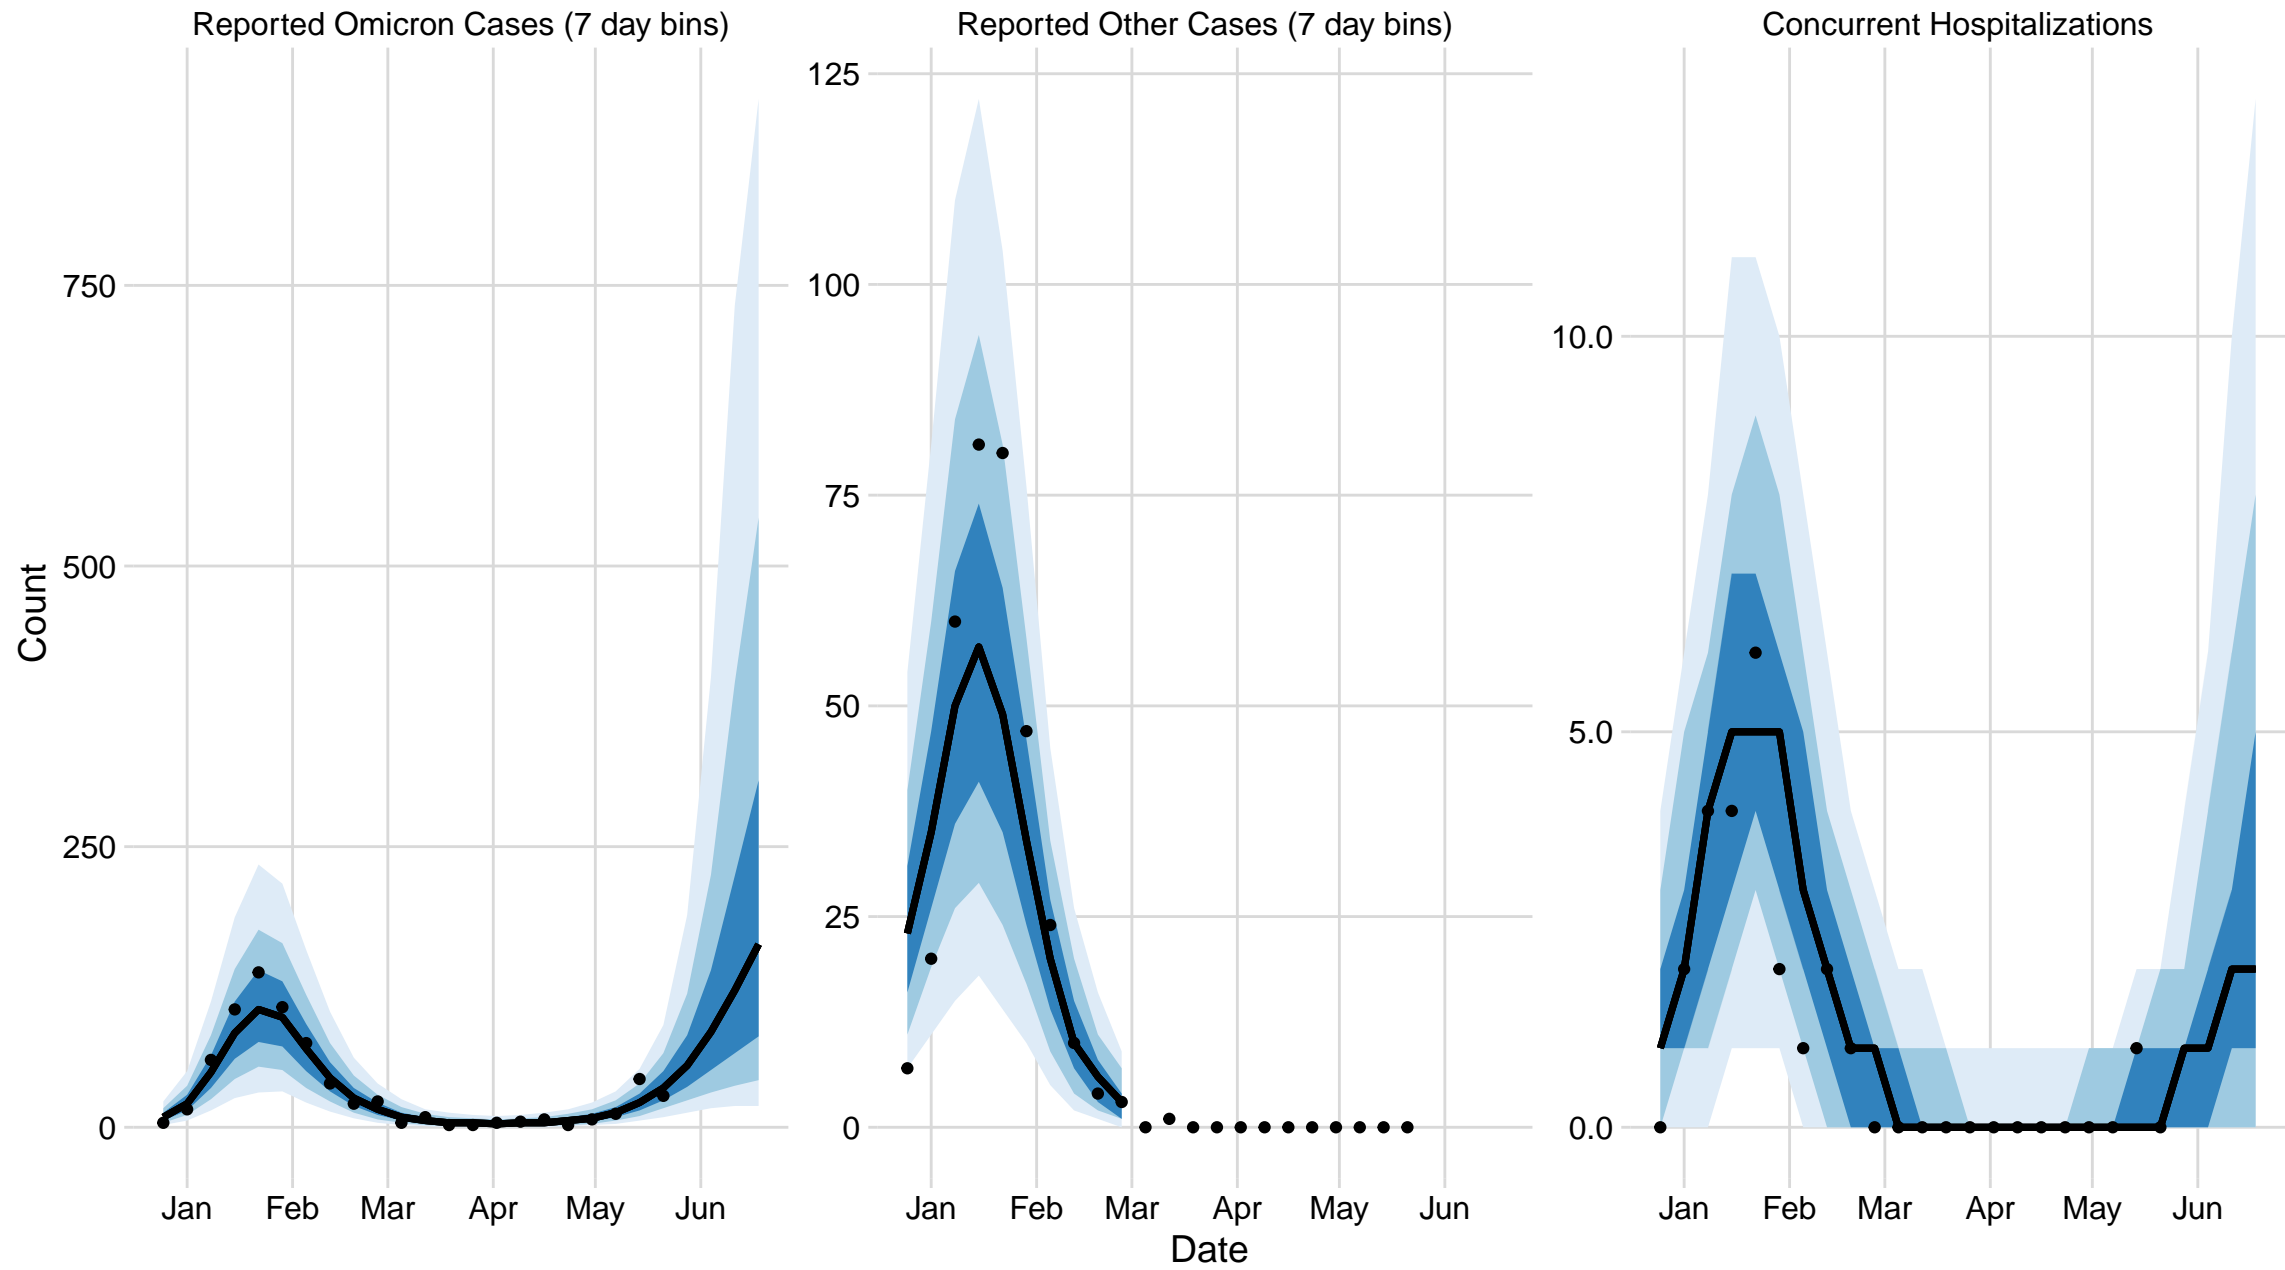 Reported Omicron Cases (7 day bins)
Reported Other Cases (7 day bins)
Concurrent Hospitalizations
Count
750
500
250
0
Jan Feb Mar Apr May Jun
125
100
75
50
25
0
Jan Feb Mar Apr May Jun
10.0
5.0
0.0
Jan Feb Mar Apr May Jun
Date